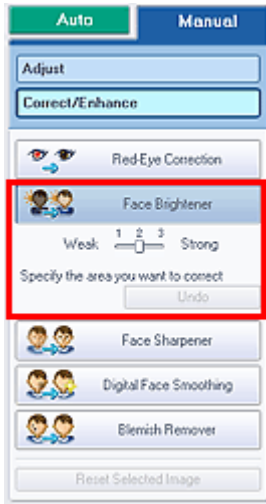 Auto Manual
Adjust
Correct/Enhance
Red-Eye Correction
Face Brightener
1 2 3
Weak Strong
Specify the area you want to correct
Undo
Face Sharpener
Digital Face Smoothing
Blemish Remover
Reset Selected Image